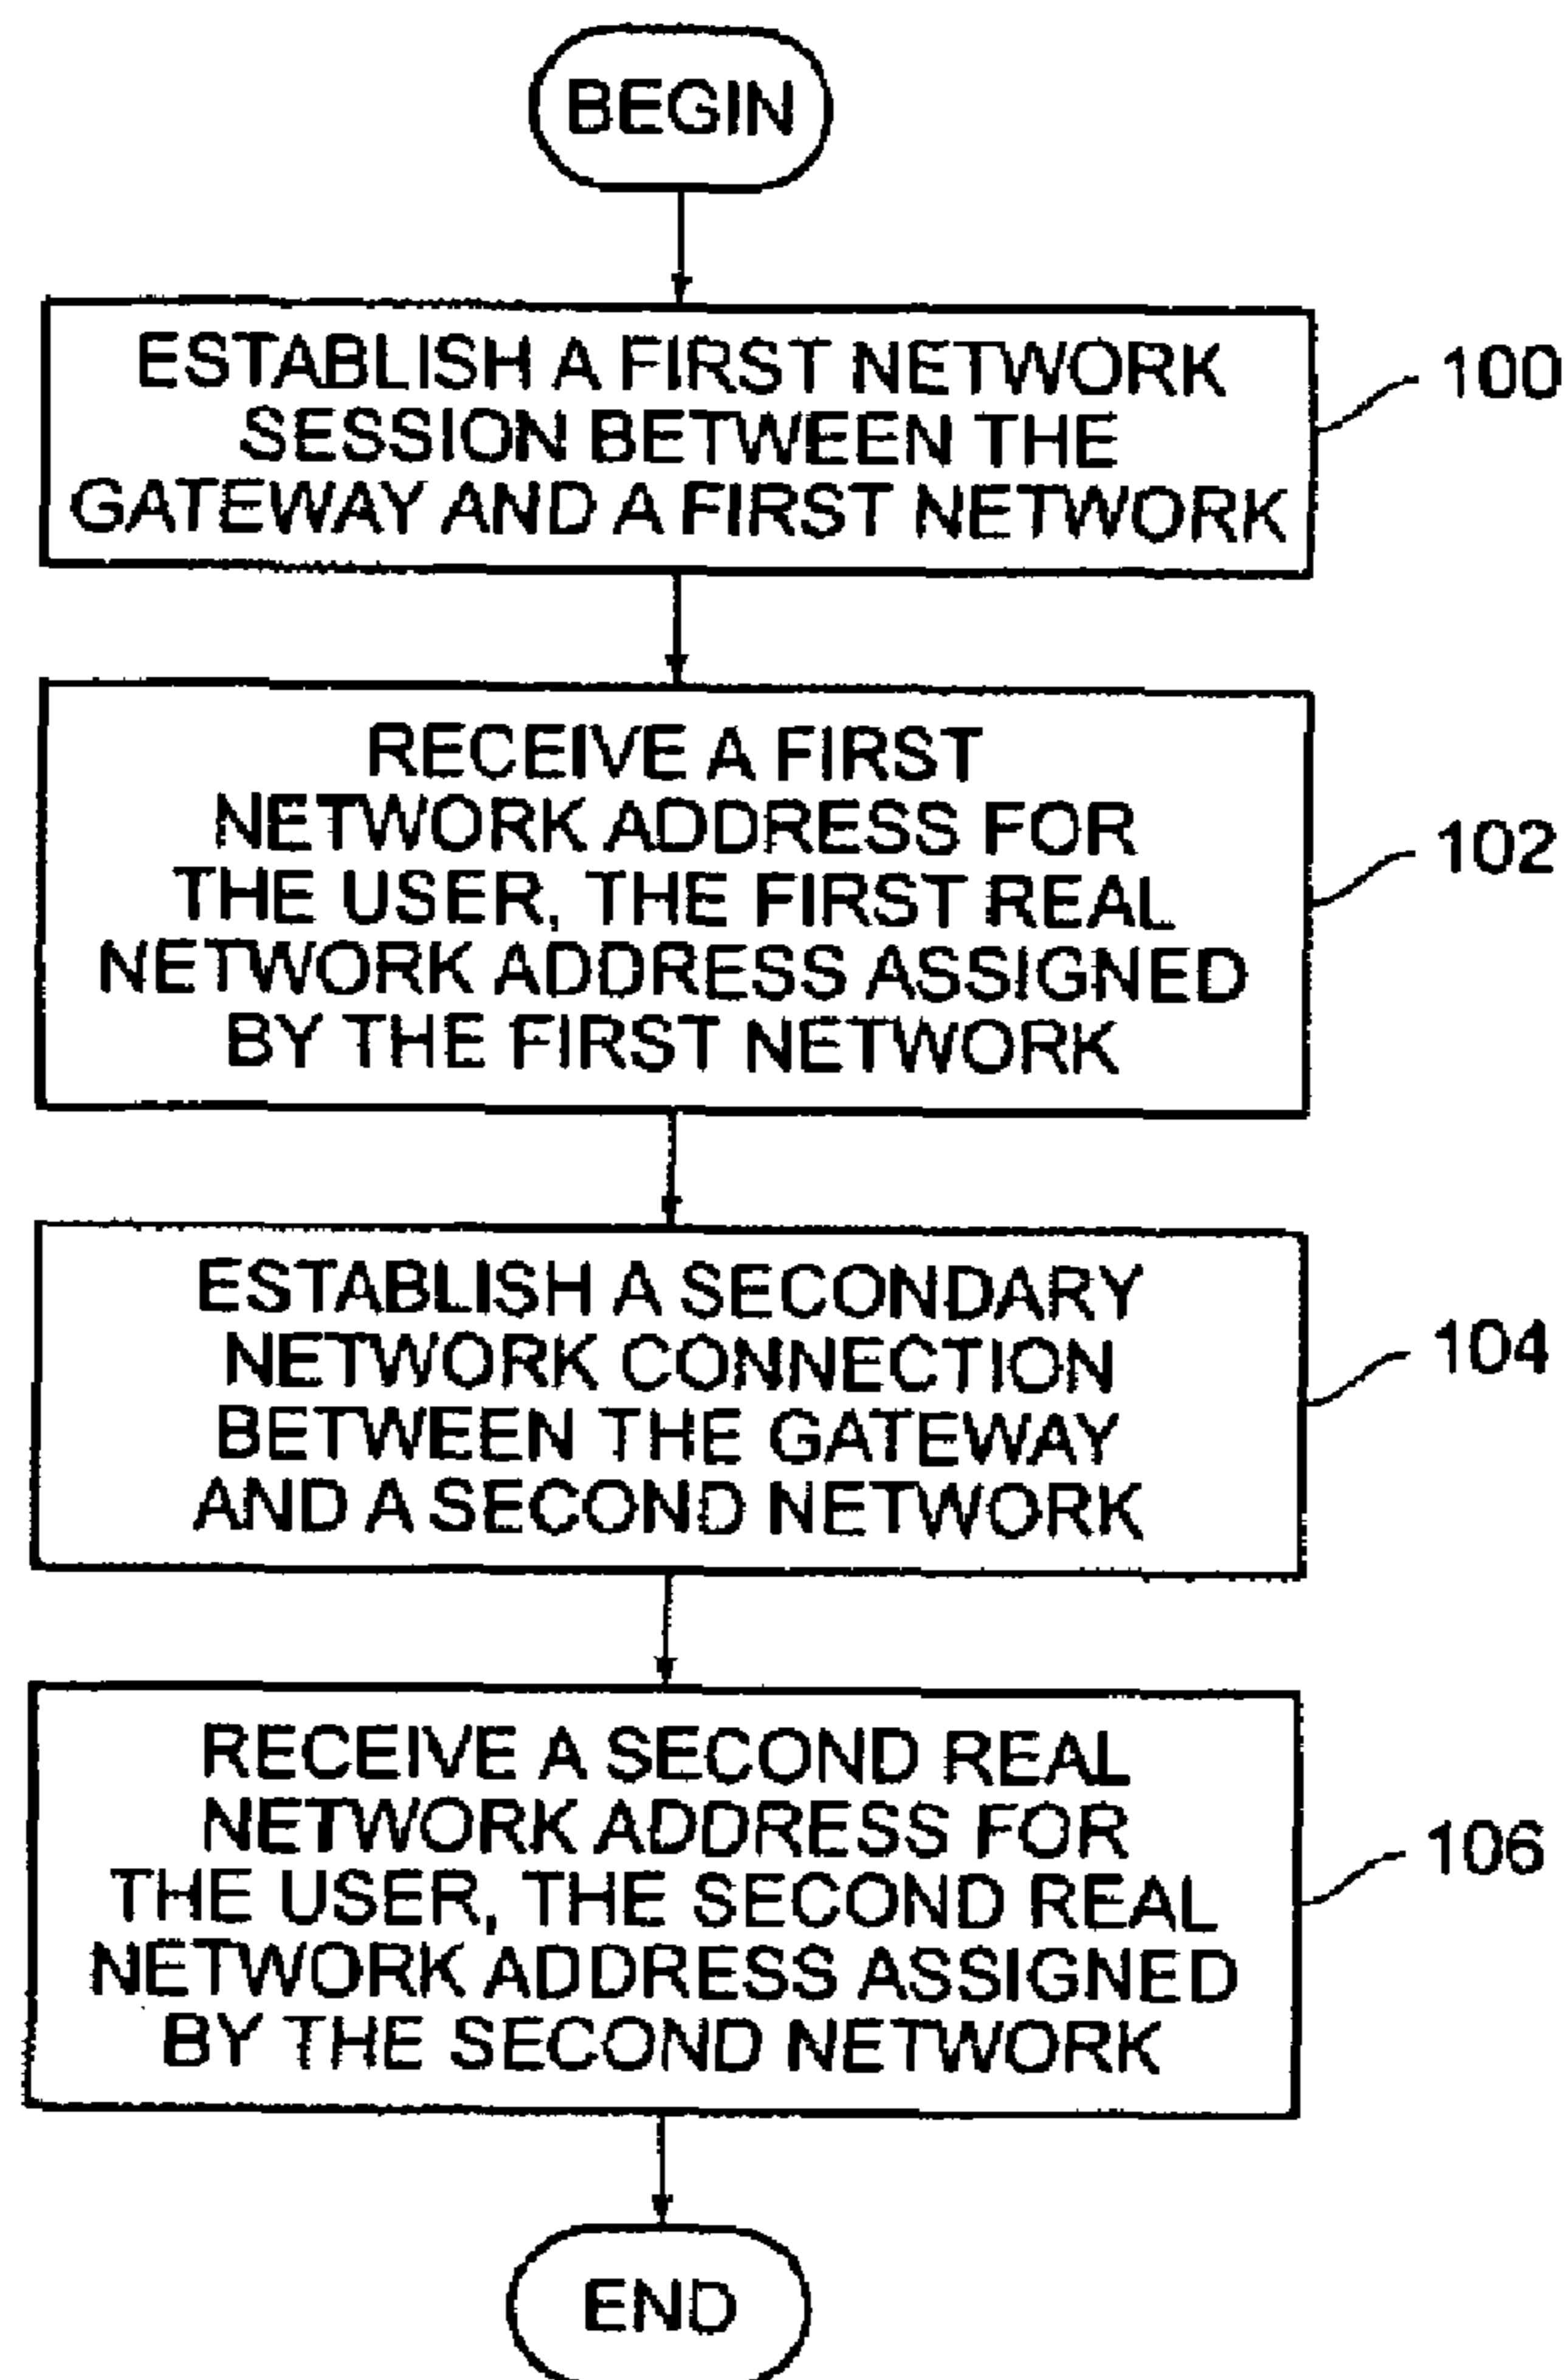 BEGIN
ESTABLISH A FIRST NETWORK
SESSION BETWEEN THE
GATEWAY AND A FIRST NETWORK
100
RECEIVE A FIRST
NETWORK ADDRESS FOR
THE USER, THE FIRST REAL
NETWORK ADDRESS ASSIGNED
BY THE FIRST NETWORK
102
ESTABLISH A SECONDARY
NETWORK CONNECTION
BETWEEN THE GATEWAY
AND A SECOND NETWORK
104
RECEIVE A SECOND REAL
NETWORK ADDRESS FOR
THE USER, THE SECOND REAL
NETWORK ADDRESS ASSIGNED
BY THE SECOND NETWORK
106
END